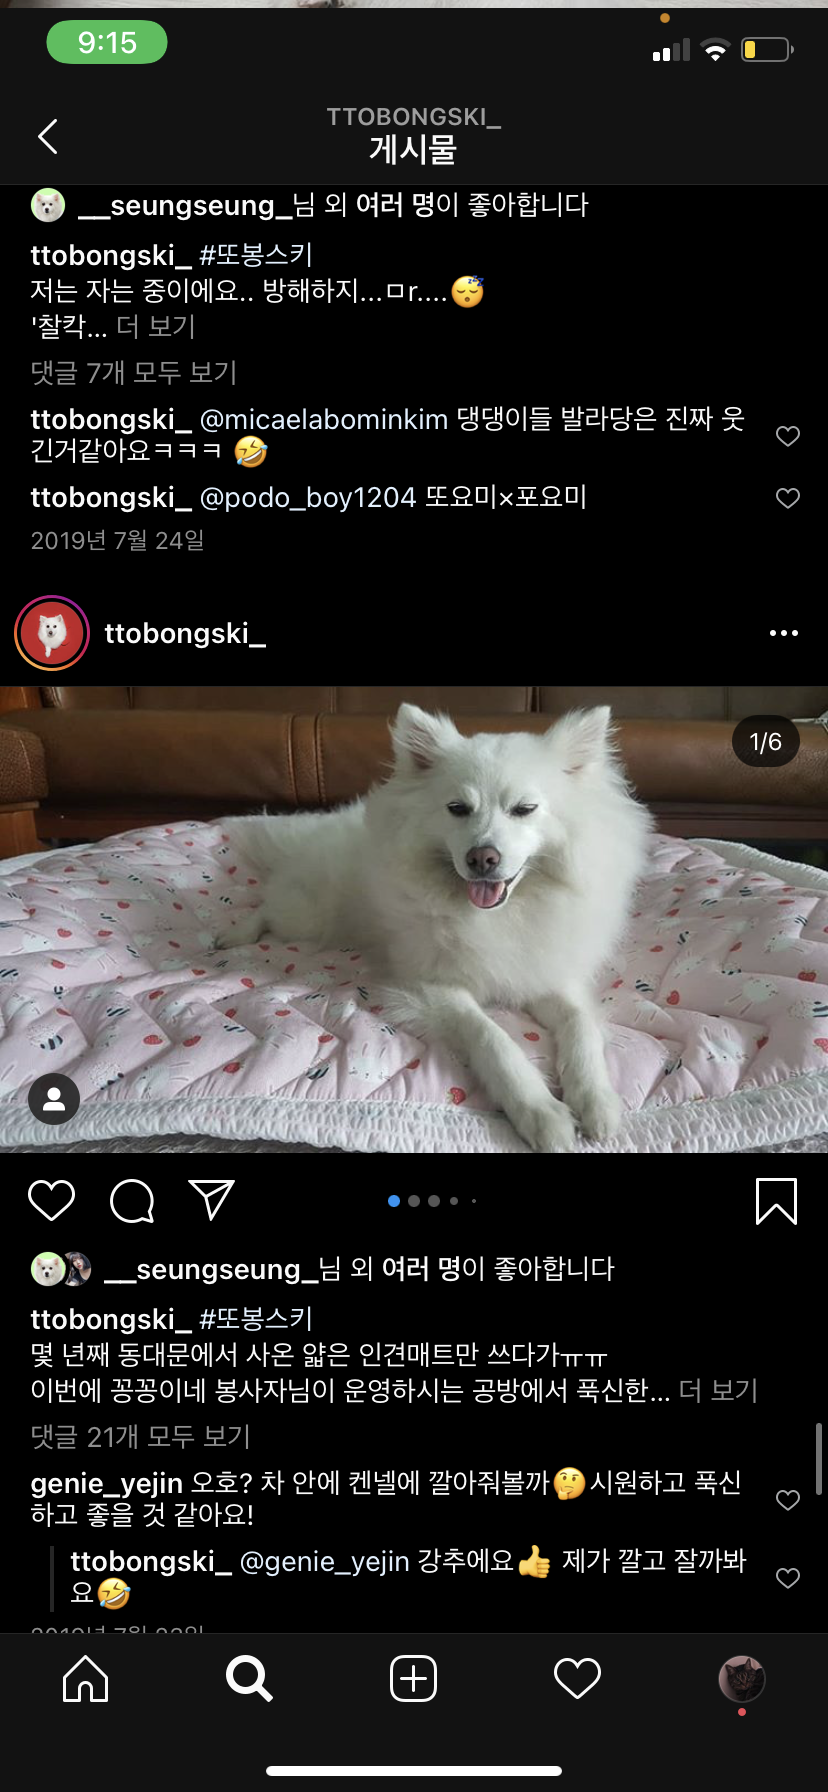 9:15
TTOBONGSKI_
게시물
__seungseung_님 외 여러 명이 좋아합니다
ttobongski_ #또봉스키
저는 자는 중이에요.. 방해하지...ㅁr....😴
'찰칵... 더 보기
댓글 7개 모두 보기
ttobongski_ @micaelabominkim 댕댕이들 발라당은 진짜 웃
긴거같아요ㅋㅋㅋ 🤣
ttobongski_ @podo_boy1204 또요미×포요미
2019년 7월 24일
ttobongski_
1/6
__seungseung_님 외 여러 명이 좋아합니다
ttobongski_ #또봉스키
몇 년째 동대문에서 사온 얇은 인견매트만 쓰다가ㅠㅠ
이번에 꽁꽁이네 봉사자님이 운영하시는 공방에서 푹신한... 더 보기
댓글 21개 모두 보기
genie_yejin 오호? 차 안에 켄넬에 깔아줘볼까🤔시원하고 푹신
하고 좋을 것 같아요!
ttobongski_ @genie_yejin 강추에요👍 제가 깔고 잘까봐
요🤣